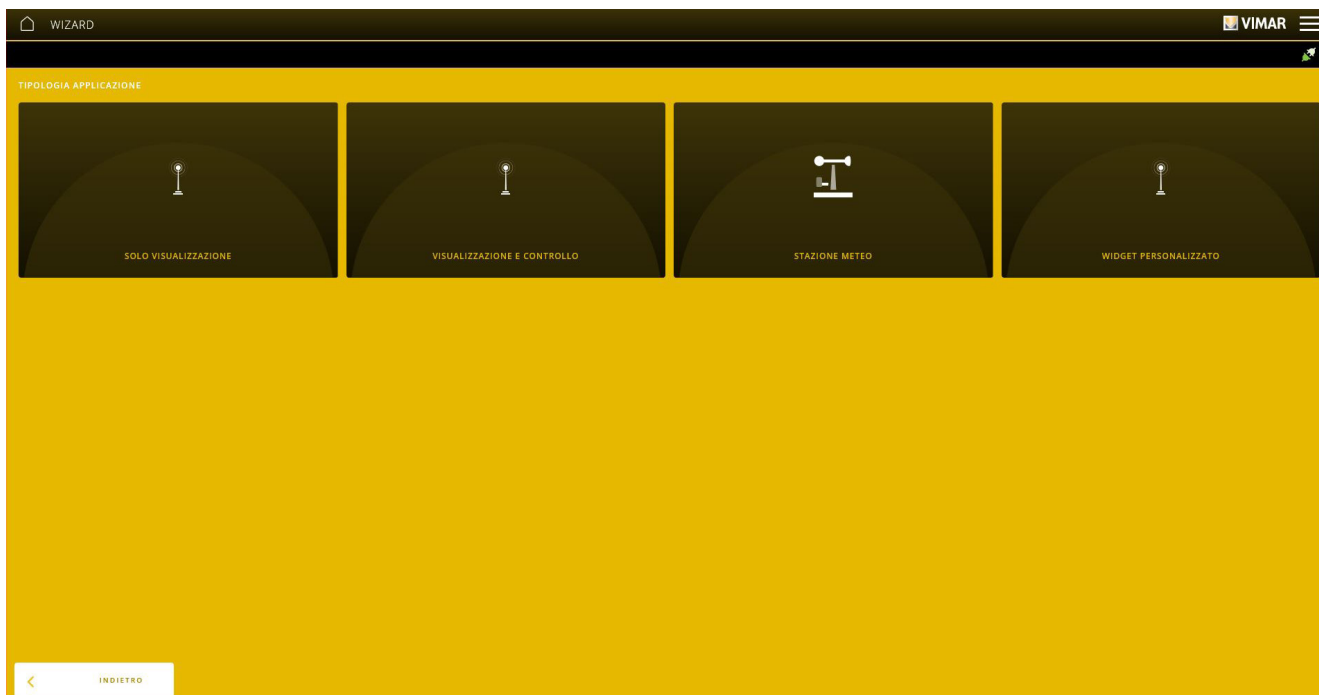 WIZARD
VIMAR
TIPOLOGIA APPLICAZIONE
SOLO VISUALIZZAZIONE
VISUALIZZAZIONE E CONTROLLO
STAZIONE METEO
WIDGET PERSONALIZZATO
INDIETRO